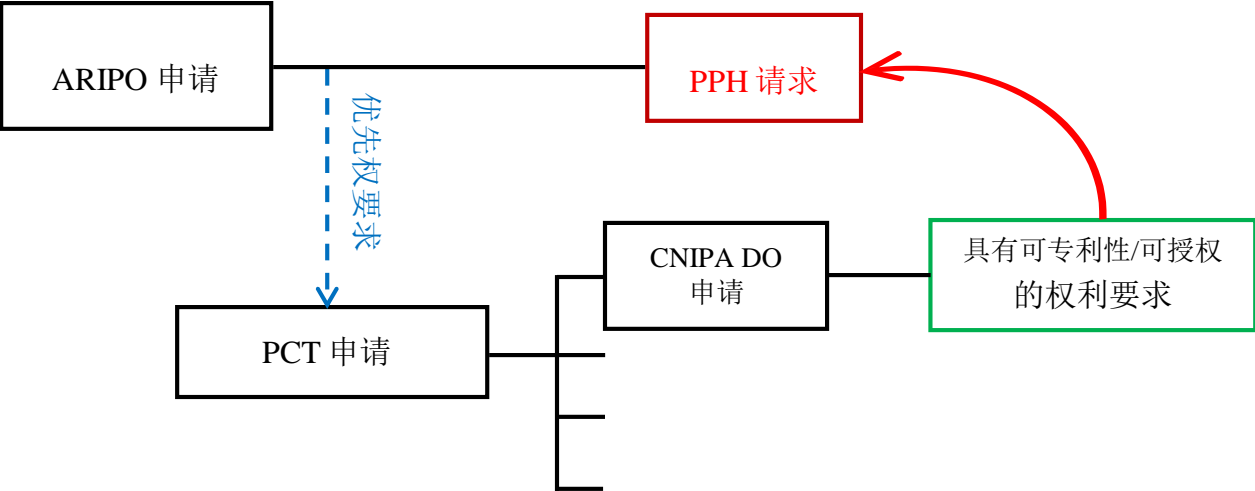 ARIPO 申请
PPH 请求
优先权要求
CNIPA DO
申请
具有可专利性/可授权
的权利要求
PCT 申请